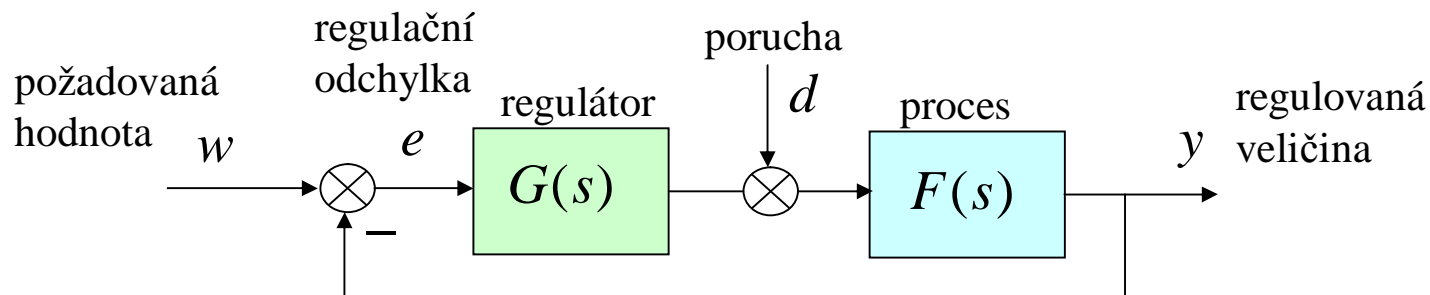 požadovaná
hodnota
w
regulační
odchylka
e
regulátor
G(s)
porucha
d
proces
F(s)
y
regulovaná
veličina
−